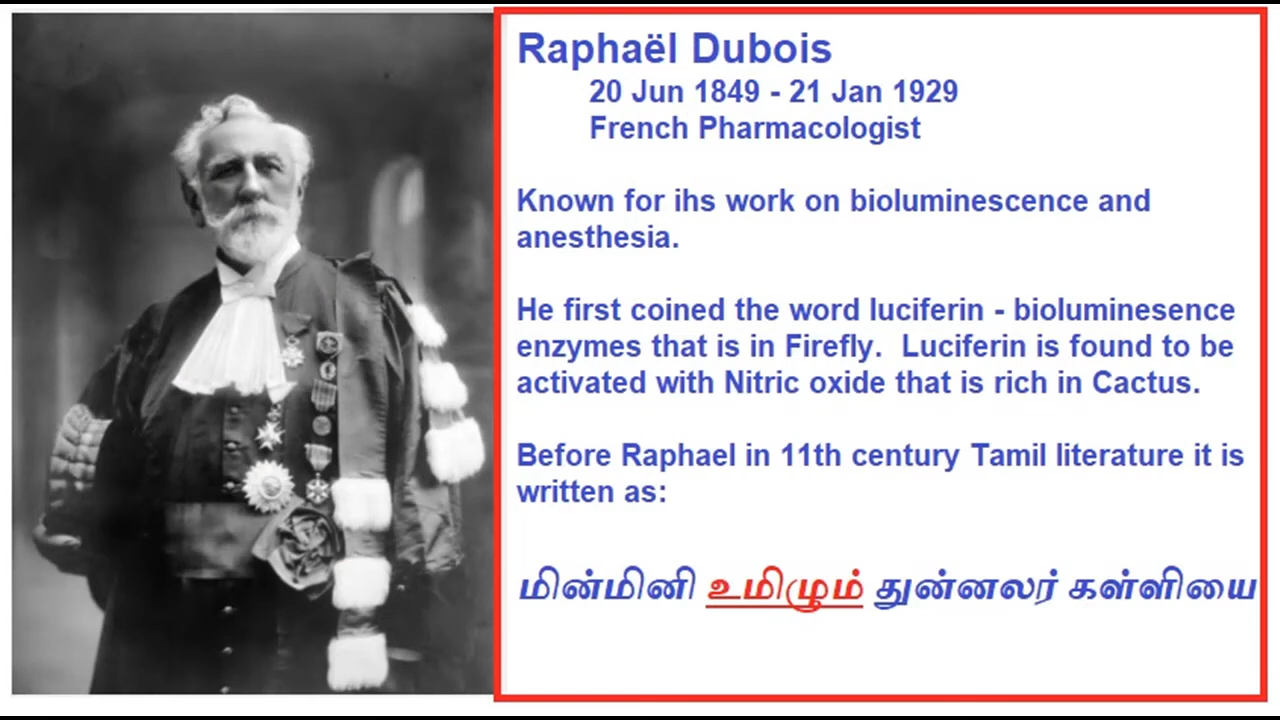 Raphaël Dubois
20 Jun 1849 - 21 Jan 1929
French Pharmacologist
Known for ihs work on bioluminescence and
anesthesia.
He first coined the word luciferin - bioluminesence
enzymes that is in Firefly. Luciferin is found to be
activated with Nitric oxide that is rich in Cactus.
Before Raphael in 11th century Tamil literature it is
written as:
மின்மினி உமிழும் துன்னலர் கள்ளியை